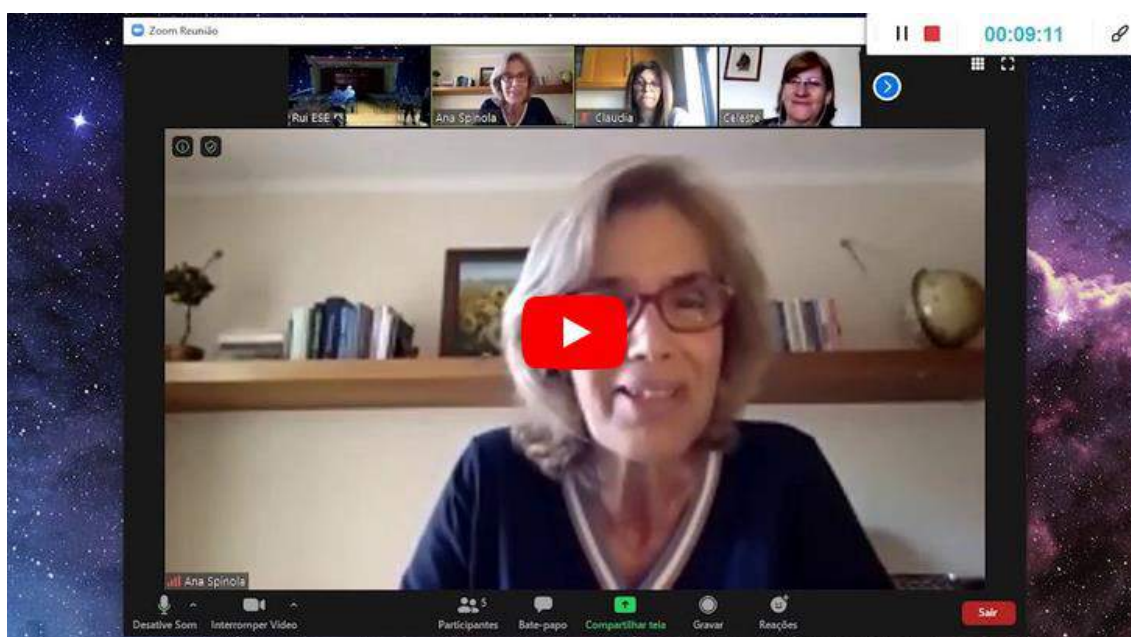 Zoom Reunião
00:09:11
Rui ESE
Ana Spinola
Claudia
Celeste
Ana Spinola
5
Desative Som
Interromper Vídeo
Participantes
Bate-papo
Compartilhar tela
Gravar
Reações
Sair